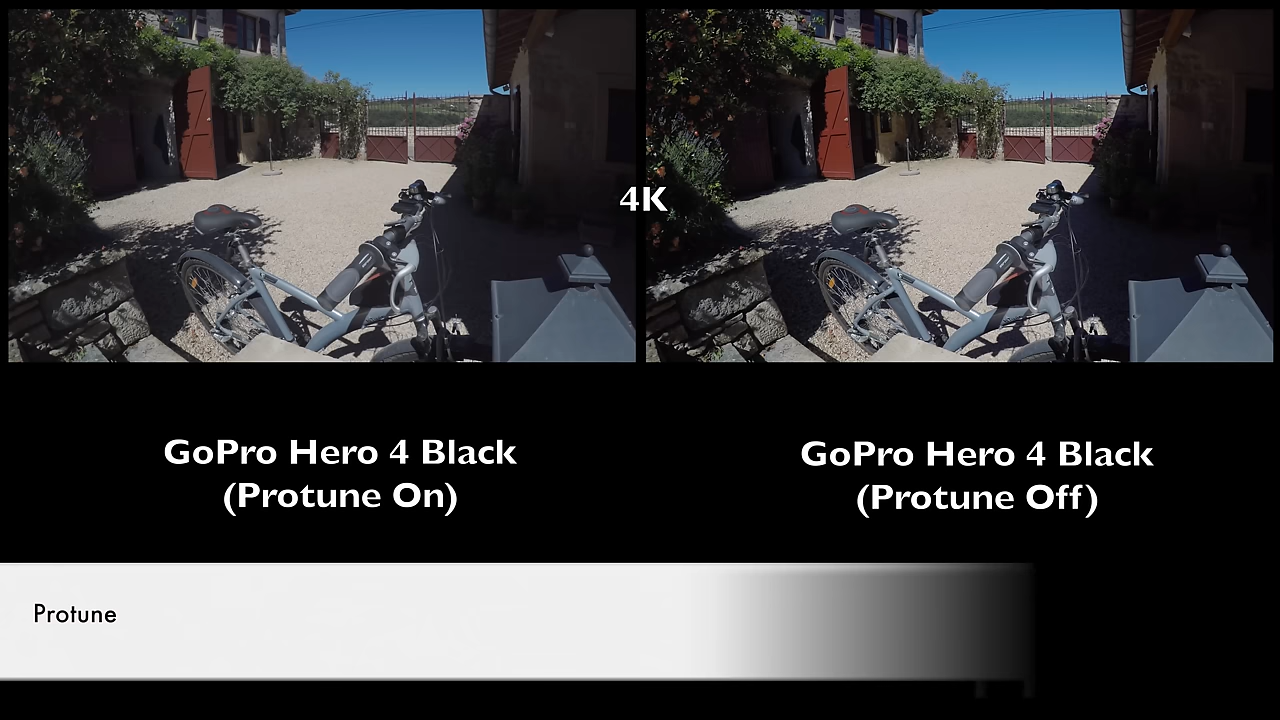 4K
GoPro Hero 4 Black
(Protune On)
GoPro Hero 4 Black
(Protune Off)
Protune